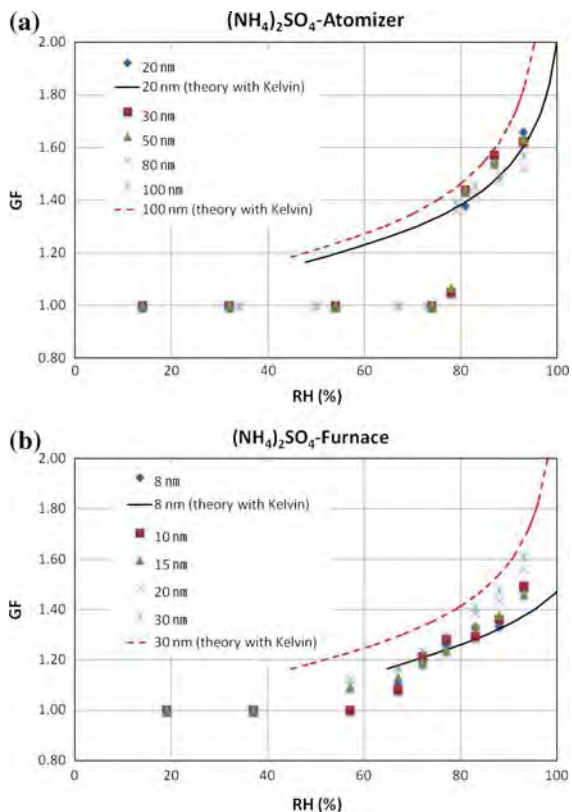 (a)
(NH₄)₂SO₄-Atomizer
2.00
1.80
1.60
1.40
1.20
1.00
0.80
GF
20 nm
20 nm (theory with Kelvin)
30 nm
50 nm
80 nm
100 nm
100 nm (theory with Kelvin)
0
20
40
60
80
100
RH (%)
(b)
(NH₄)₂SO₄-Furnace
2.00
1.80
1.60
1.40
1.20
1.00
0.80
GF
8 nm
8 nm (theory with Kelvin)
10 nm
15 nm
20 nm
30 nm
30 nm (theory with Kelvin)
0
20
40
60
80
100
RH (%)